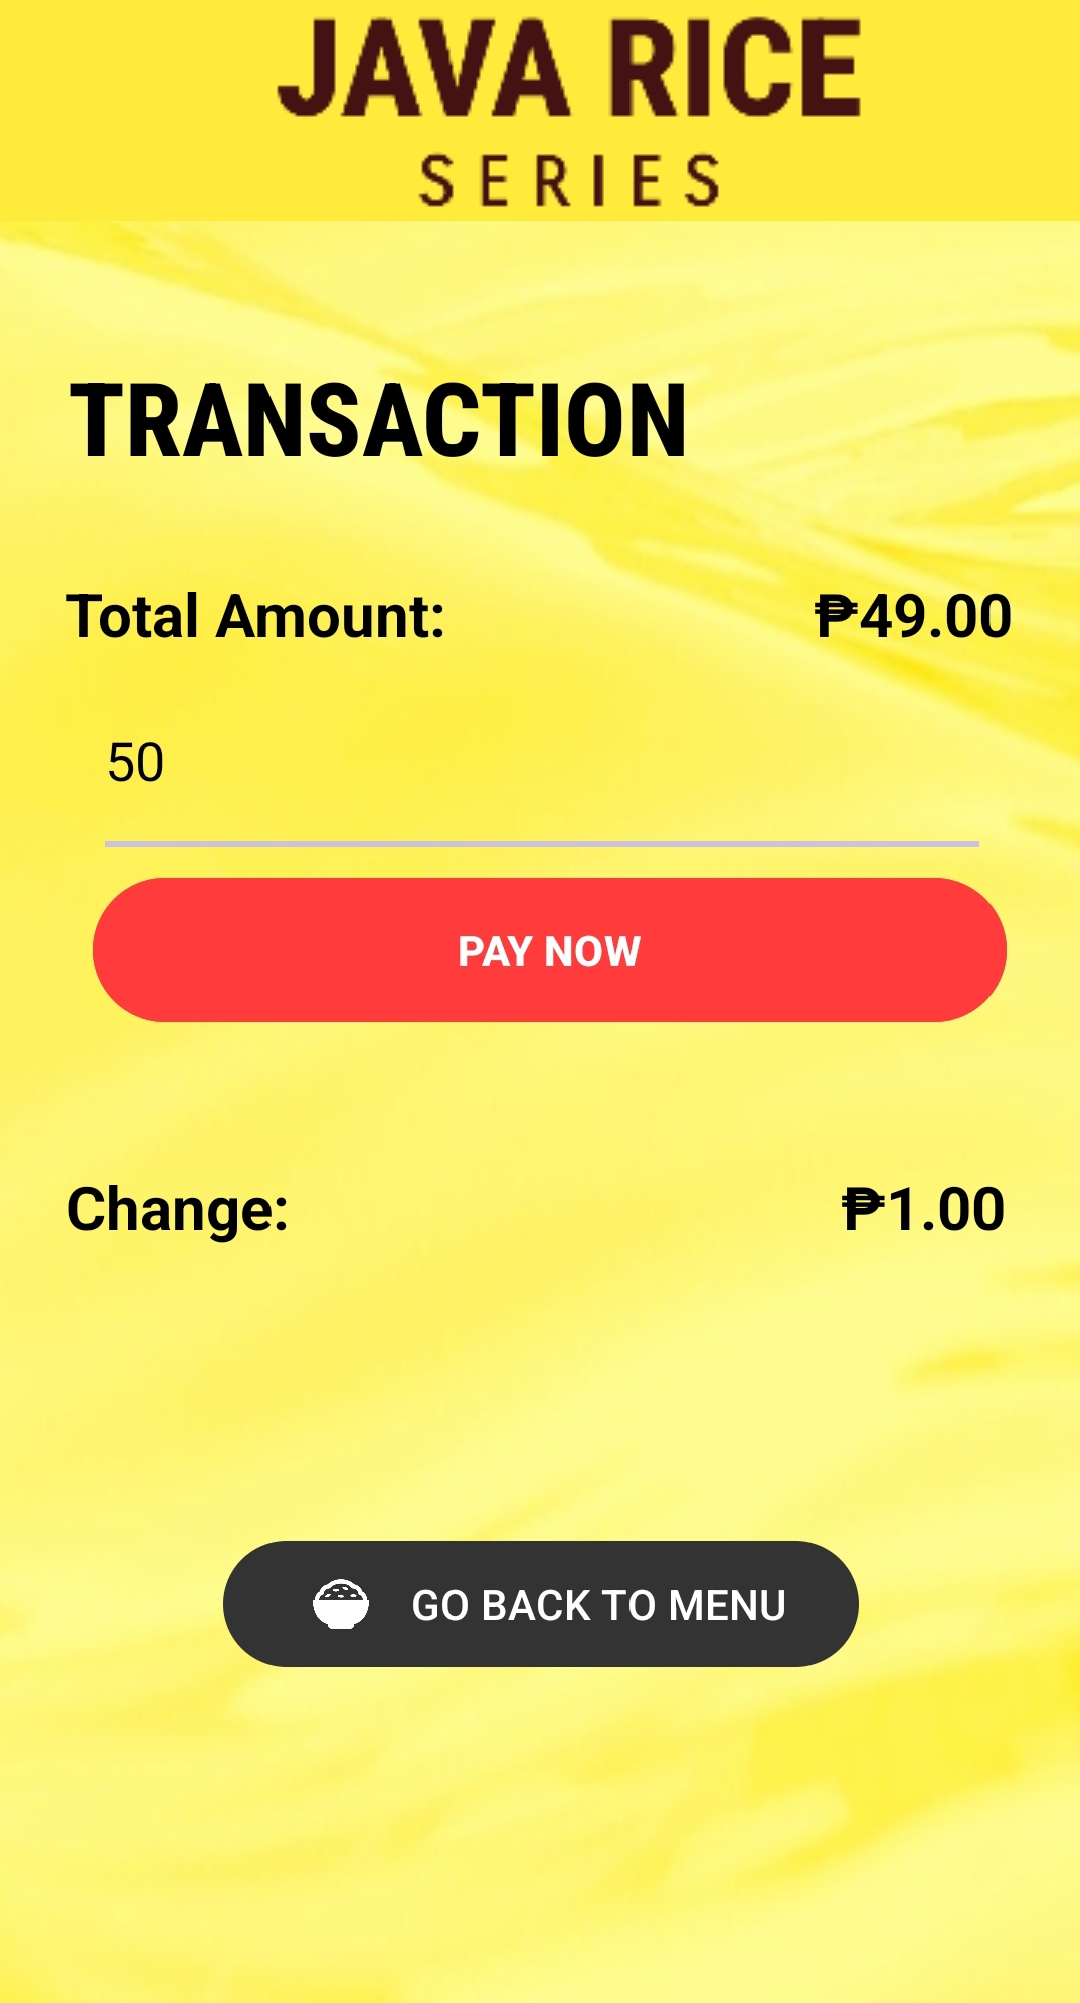 JAVA RICE
SERIES
TRANSACTION
Total Amount: ₱49.00
50
PAY NOW
Change: ₱1.00
GO BACK TO MENU